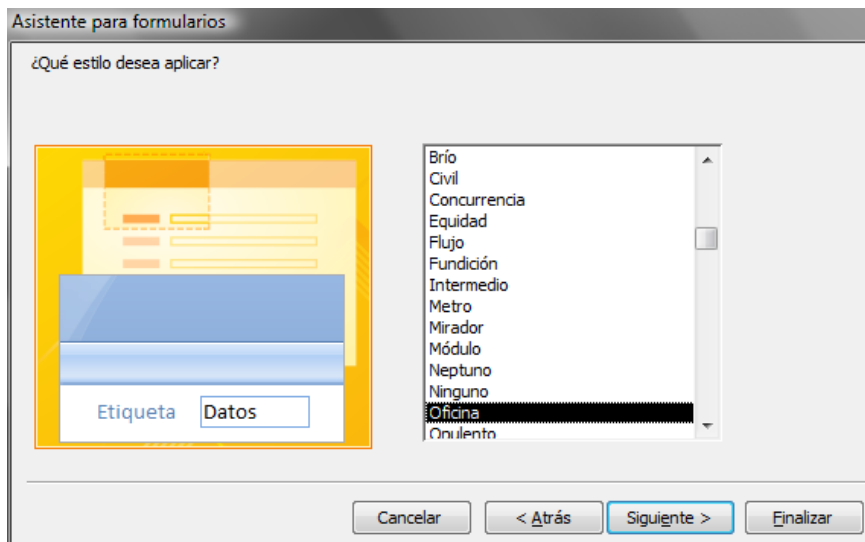 Asistente para formularios
¿Qué estilo desea aplicar?
Etiqueta Datos
Brío
Civil
Concurrencia
Equidad
Flujo
Fundición
Intermedio
Metro
Mirador
Módulo
Neptuno
Ninguno
Oficina
Opulento
Cancelar < Atrás Siguiente > Finalizar